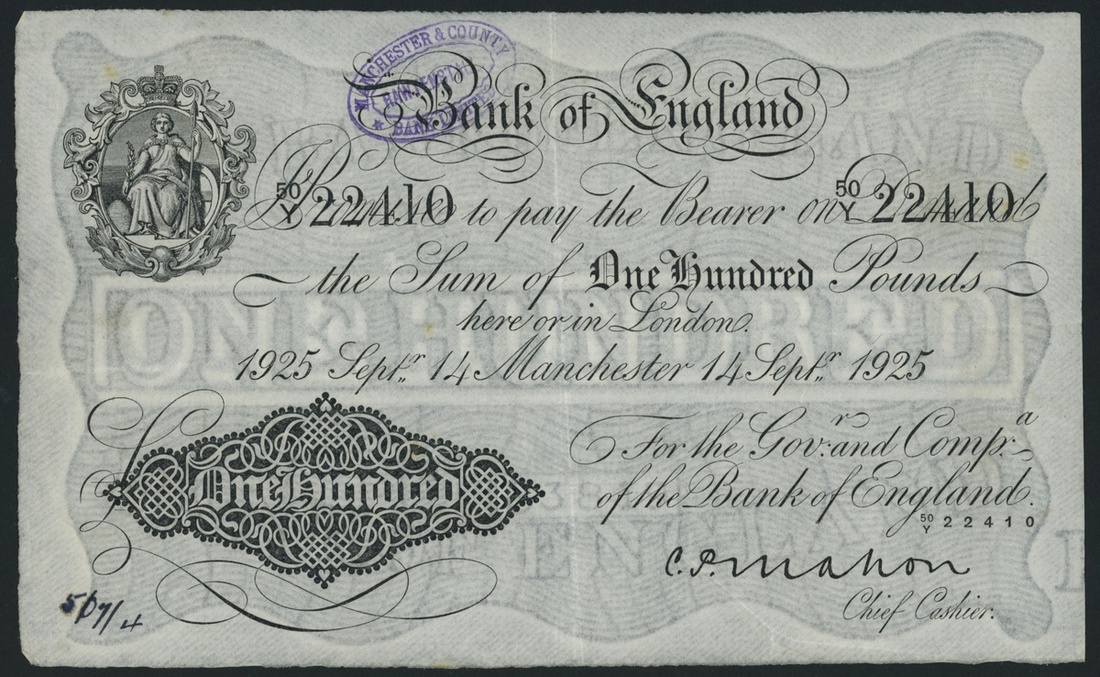 MANCHESTER & COUNTY
BANK
Bank of England
50/Y 22410 50/Y 22410
I Promise to pay the Bearer on Demand
the Sum of One Hundred Pounds
here or in London.
1925 Septr. 14 Manchester 14 Septr. 1925
£ One Hundred
For the Govr. and Compa.
of the Bank of England.
50/Y 22410
C.P. Mahon
Chief Cashier.